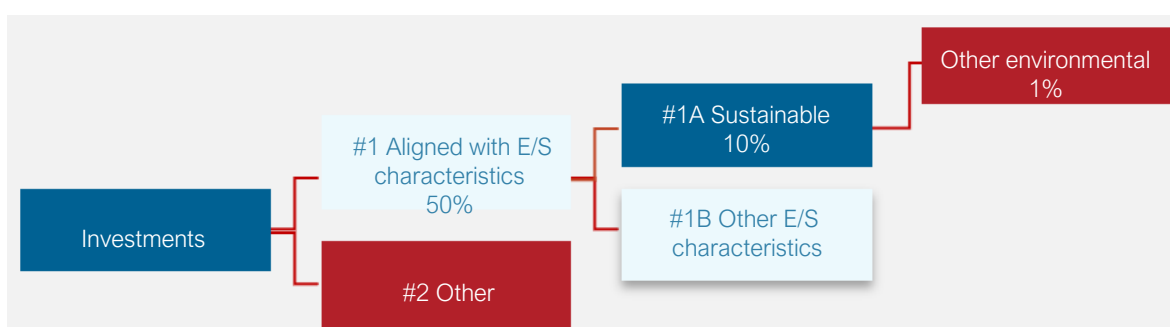 Investments
#1 Aligned with E/S
characteristics
50%
#2 Other
#1A Sustainable
10%
#1B Other E/S
characteristics
Other environmental
1%